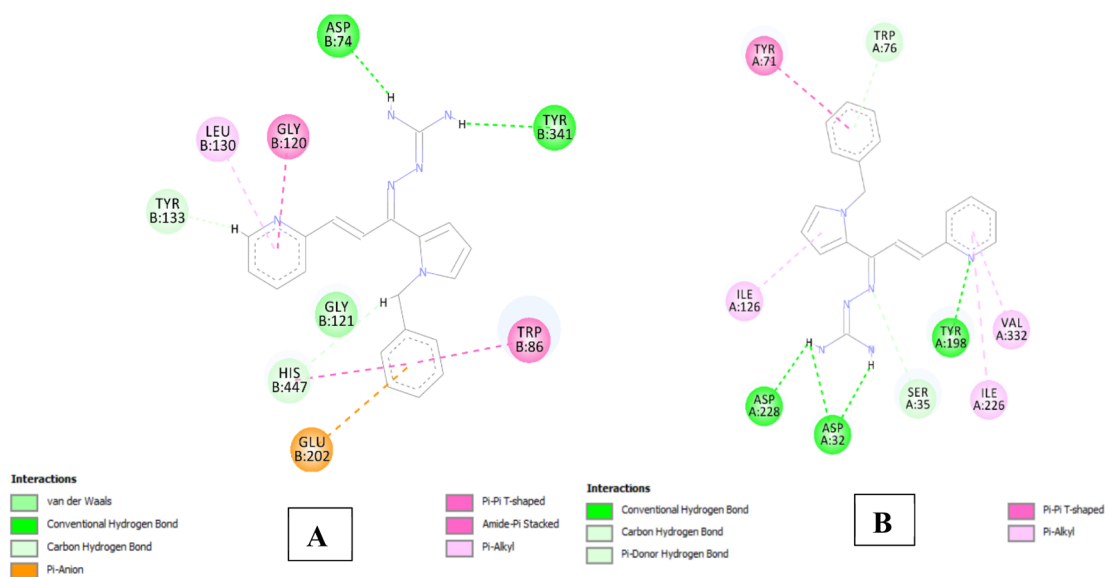 ASP
B:74
TYR
B:341
LEU
B:130
GLY
B:120
TYR
B:133
GLY
B:121
HIS
B:447
TRP
B:86
GLU
B:202
H
H
N
N
N
N
N
H
N
H
Interactions
van der Waals
Conventional Hydrogen Bond
Carbon Hydrogen Bond
Pi-Anion
Pi-Pi T-shaped
Amide-Pi Stacked
Pi-Alkyl
A
TYR
A:71
TRP
A:76
ILE
A:126
TYR
A:198
VAL
A:332
ASP
A:228
ASP
A:32
SER
A:35
ILE
A:226
N
N
N
N
H
N
N
H
Interactions
Conventional Hydrogen Bond
Carbon Hydrogen Bond
Pi-Donor Hydrogen Bond
Pi-Pi T-shaped
Pi-Alkyl
B